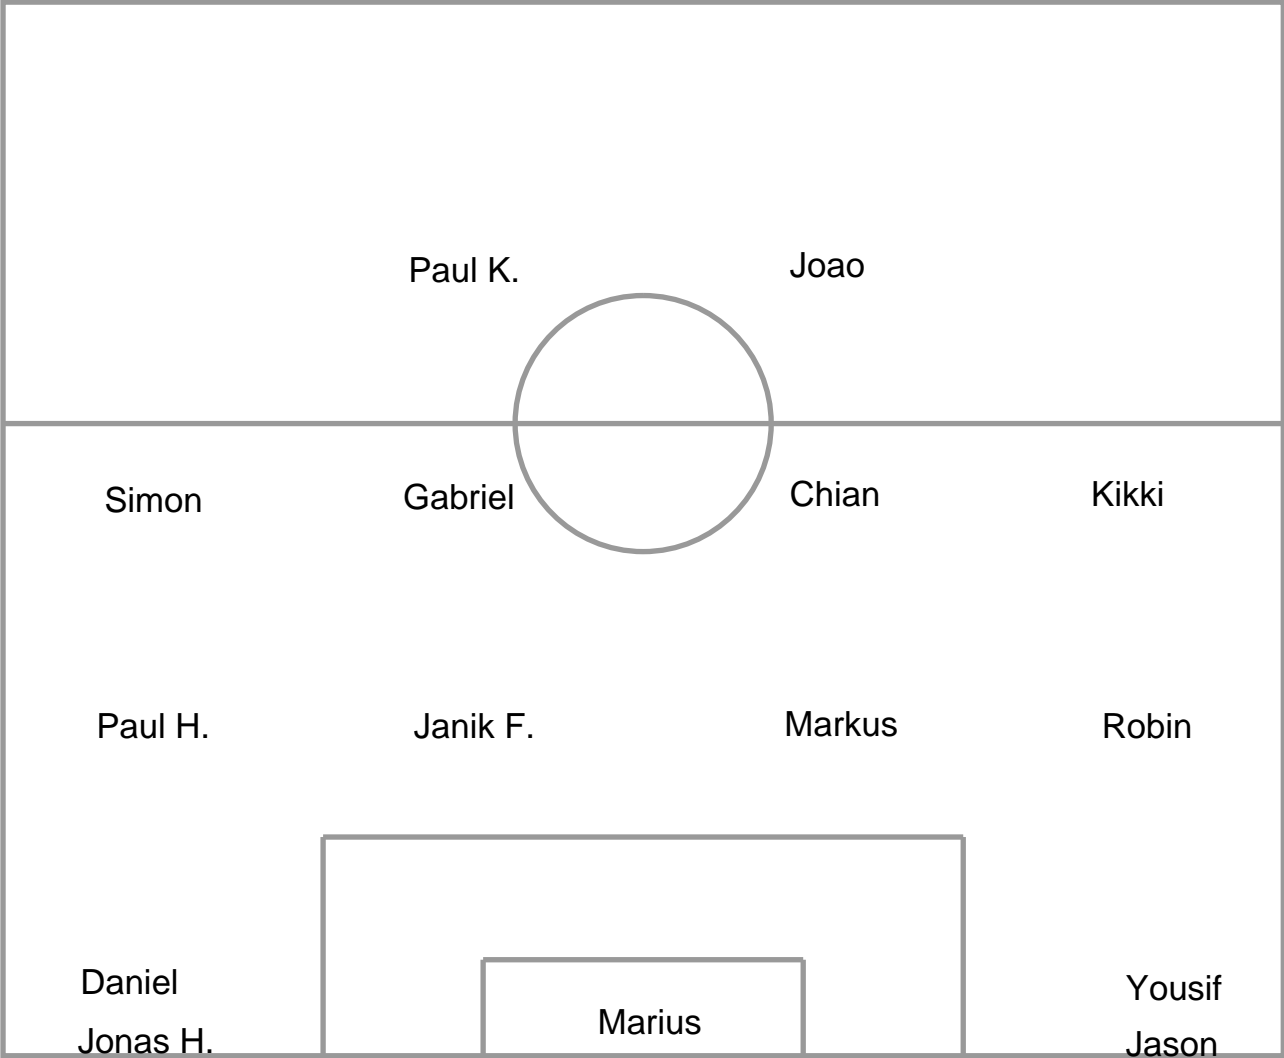 Paul K. Joao
Simon Gabriel Chian Kikki
Paul H. Janik F. Markus Robin
Daniel Yousif
Marius
Jonas H. Jason